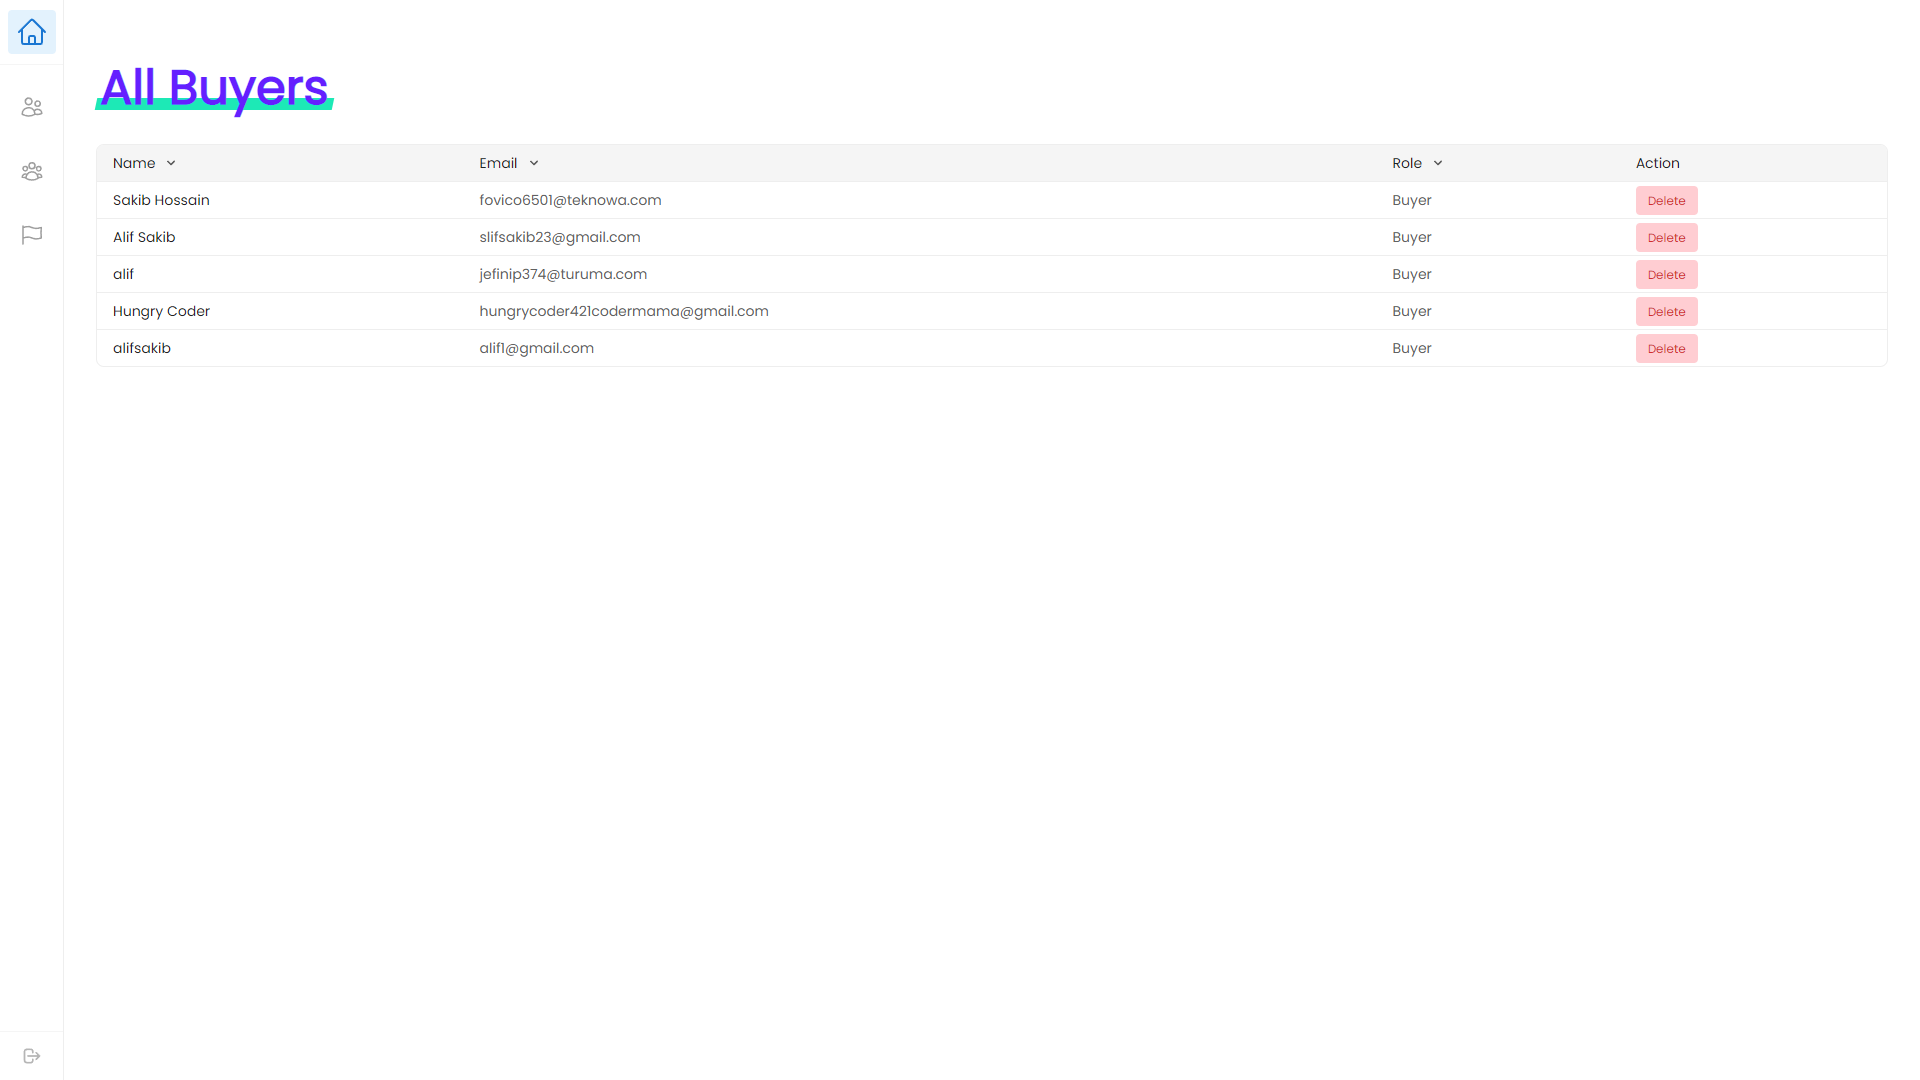 All Buyers
Name Email Role Action
Sakib Hossain fovico6501@teknowa.com Buyer Delete
Alif Sakib slifsakib23@gmail.com Buyer Delete
alif jefinip374@turuma.com Buyer Delete
Hungry Coder hungrycoder421codermama@gmail.com Buyer Delete
alifsakib alif1@gmail.com Buyer Delete